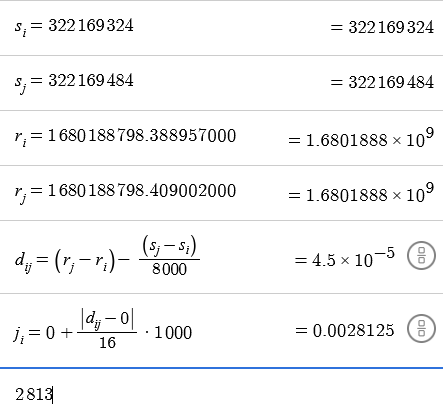 s_i = 322169324 = 322169324
s_j = 322169484 = 322169484
r_i = 1680188798.388957000 = 1.6801888 × 10^9
r_j = 1680188798.409002000 = 1.6801888 × 10^9
d_ij = (r_j − r_i) − (s_j − s_i)/8000 = 4.5 × 10^−5
j_i = 0 + |d_ij − 0|/16 · 1000 = 0.0028125
2813